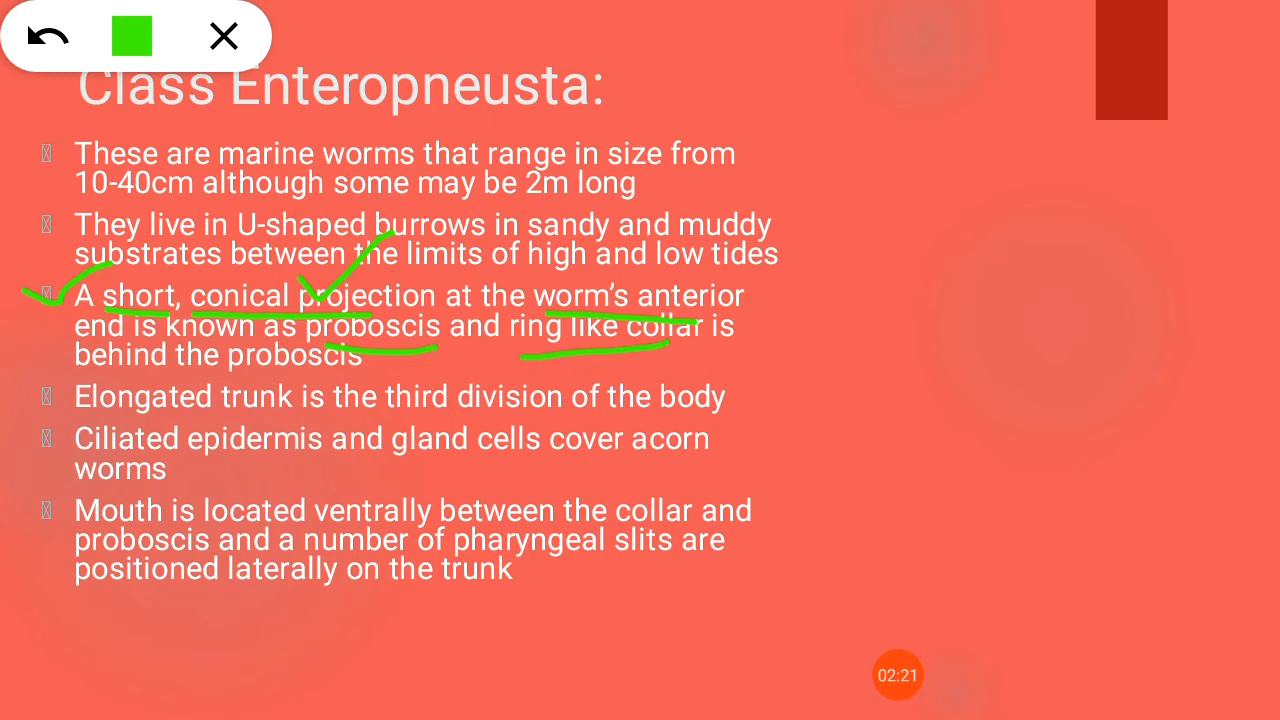 Class Enteropneusta:
These are marine worms that range in size from
10-40cm although some may be 2m long
They live in U-shaped burrows in sandy and muddy
substrates between the limits of high and low tides
A short, conical projection at the worm's anterior
end is known as proboscis and ring like collar is
behind the proboscis
Elongated trunk is the third division of the body
Ciliated epidermis and gland cells cover acorn
worms
Mouth is located ventrally between the collar and
proboscis and a number of pharyngeal slits are
positioned laterally on the trunk
02:21